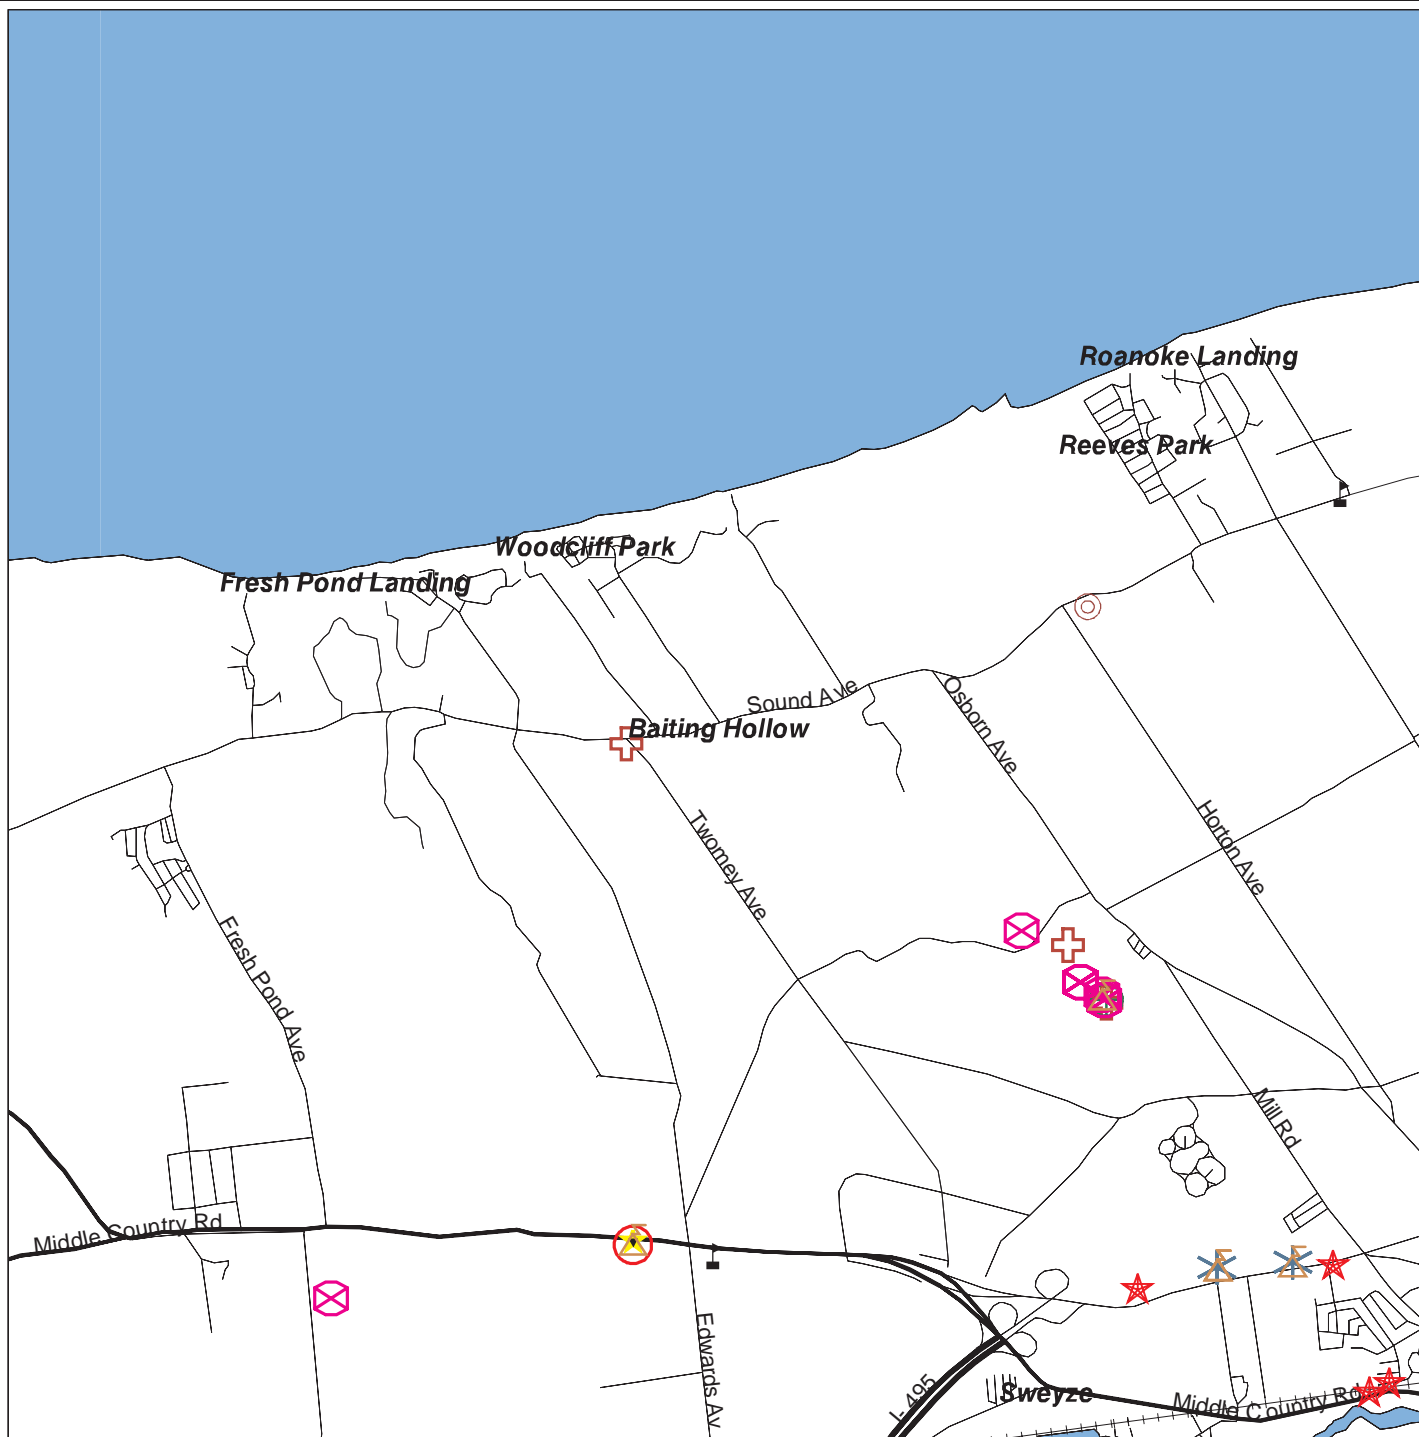 Roanoke Landing
Reeves Park
Woodcliff Park
Fresh Pond Landing
Sound Ave
Baiting Hollow
Osborn Ave
Twomey Ave
Horton Ave
Fresh Pond Ave
Mill Rd
Middle Country Rd
Edwards Av
I- 495
Sweyze
Middle Country Rd